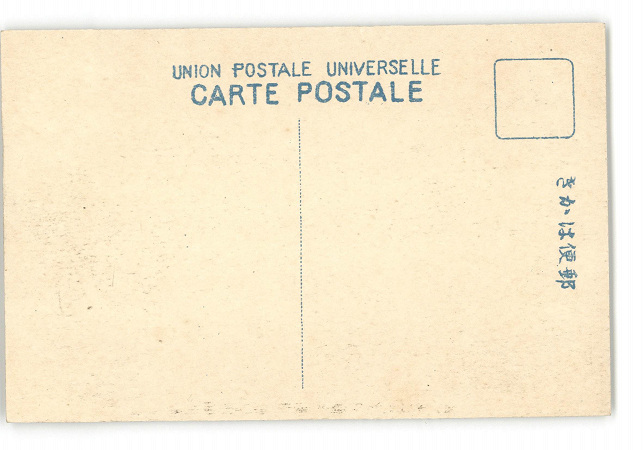 UNION POSTALE UNIVERSELLE
CARTE POSTALE
きかは便郵